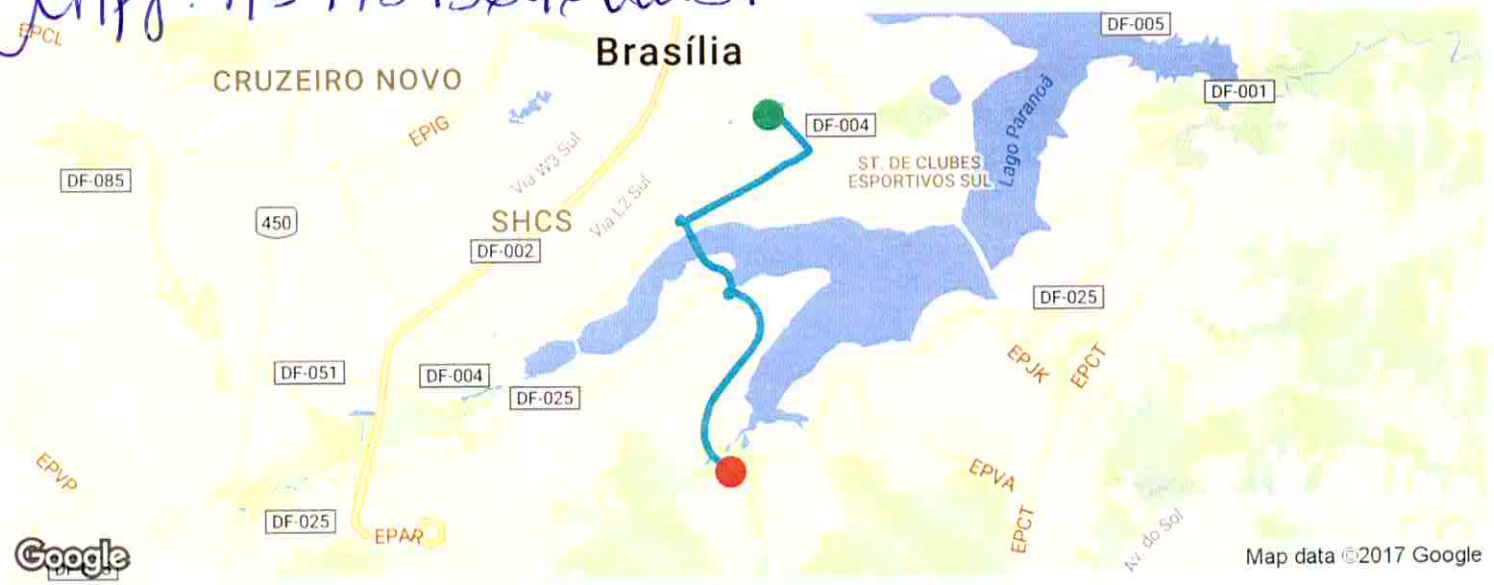 EPCL
Brasília
DF-005
CRUZEIRO NOVO
DF-001
EPIG
DF-004
Lago Paranoá
Via W3 Sul
ST. DE CLUBES
ESPORTIVOS SUL
DF-085
Via L2 Sul
450
SHCS
DF-002
DF-025
DF-051
DF-004
DF-025
EPJK
EPCT
EPVP
EPVA
DF-025
EPAR
EPCT
Av. do Sol
Google
Map data ©2017 Google